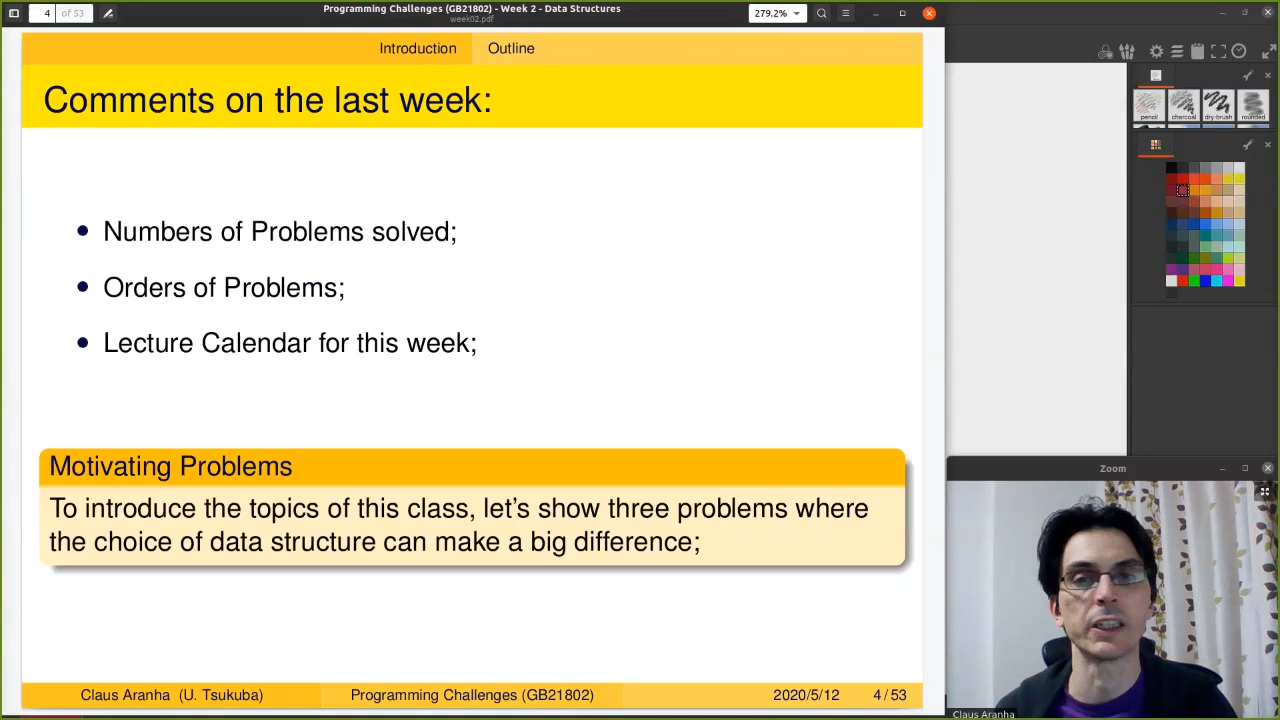 4 of 53
Programming Challenges (GB21802) - Week 2 - Data Structures
week02.pdf
279.2%
Introduction Outline
Comments on the last week:
Numbers of Problems solved;
Orders of Problems;
Lecture Calendar for this week;
Motivating Problems
To introduce the topics of this class, let's show three problems where
the choice of data structure can make a big difference;
Claus Aranha (U. Tsukuba) Programming Challenges (GB21802) 2020/5/12 4/53
pencil charcoal dry-brush rounded
Zoom
Claus Aranha